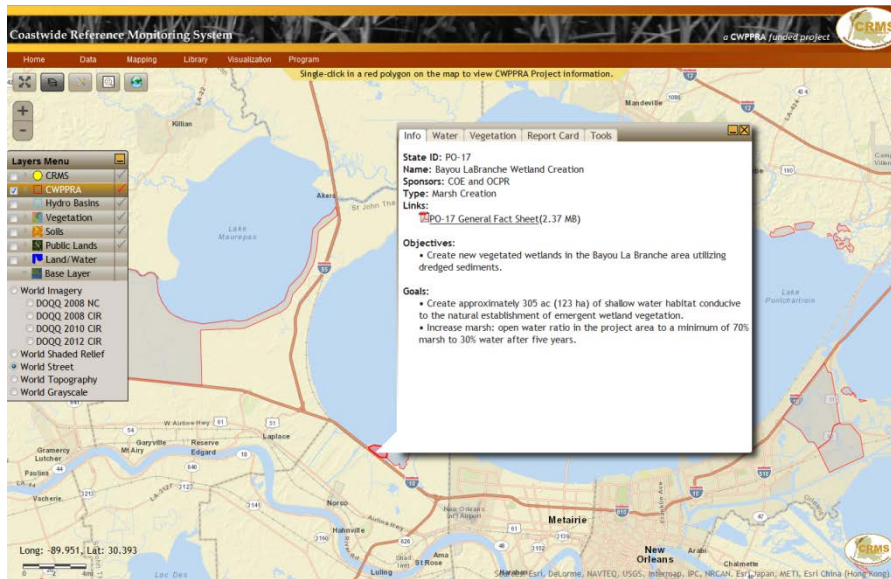 Coastwide Reference Monitoring System
a CWPPRA funded project
CRMS
Home Data Mapping Library Visualization Program
Single-click in a red polygon on the map to view CWPPRA Project information.
Layers Menu
CRMS
CWPPRA
Hydro Basins
Vegetation
Soils
Public Lands
Land/Water
Base Layer
World Imagery
DOQQ 2008 NC
DOQQ 2008 CIR
DOQQ 2010 CIR
DOQQ 2012 CIR
World Shaded Relief
World Street
World Topography
World Grayscale
Info Water Vegetation Report Card Tools
State ID: PO-17
Name: Bayou LaBranche Wetland Creation
Sponsors: COE and OCPR
Type: Marsh Creation
Links:
PO-17 General Fact Sheet(2.37 MB)
Objectives:
• Create new vegetated wetlands in the Bayou La Branche area utilizing
dredged sediments.
Goals:
• Create approximately 305 ac (123 ha) of shallow water habitat conducive
to the natural establishment of emergent wetland vegetation.
• Increase marsh: open water ratio in the project area to a minimum of 70%
marsh to 30% water after five years.
Killian
Mandeville
Akers
Lake
Maurepas
Lake
Pontchartrain
W Airline Hwy
Laplace
Garyville
Mt Airy
Reserve
Edgard
Gramercy
Lutcher
Paulina
Vacherie
Norco
Hahnville
Airline Hwy
Metairie
New
Orleans
Arabi
Chalmette
Ama
St Rose
Luling
Lac Des
Long: -89.951, Lat: 30.393
CRMS